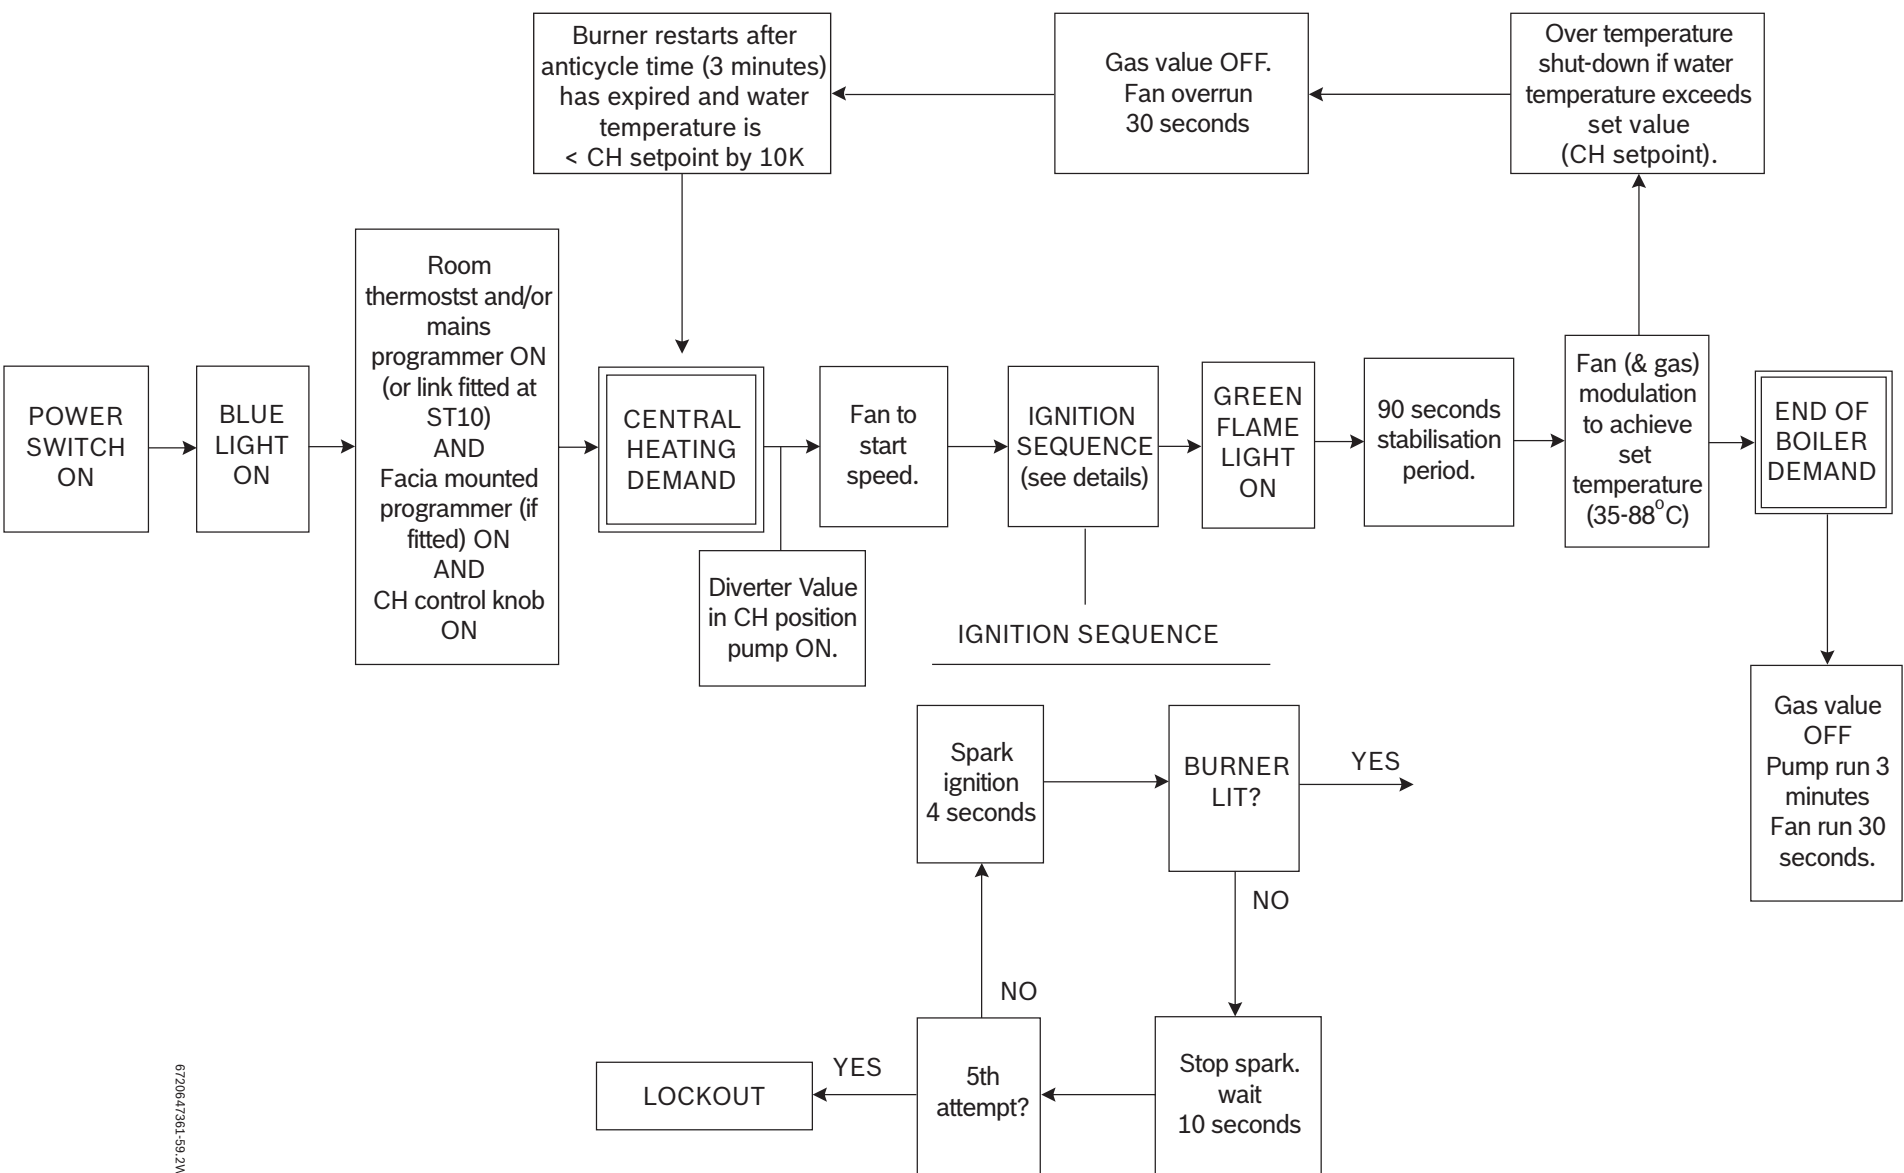 Burner restarts after
anticycle time (3 minutes)
has expired and water
temperature is
< CH setpoint by 10K
Gas value OFF.
Fan overrun
30 seconds
Over temperature
shut-down if water
temperature exceeds
set value
(CH setpoint).
POWER
SWITCH
ON
BLUE
LIGHT
ON
Room
thermostst and/or
mains
programmer ON
(or link fitted at
ST10)
AND
Facia mounted
programmer (if
fitted) ON
AND
CH control knob
ON
CENTRAL
HEATING
DEMAND
Diverter Value
in CH position
pump ON.
Fan to
start
speed.
IGNITION
SEQUENCE
(see details)
GREEN
FLAME
LIGHT
ON
90 seconds
stabilisation
period.
Fan (& gas)
modulation
to achieve
set
temperature
(35-88°C)
END OF
BOILER
DEMAND
Gas value
OFF
Pump run 3
minutes
Fan run 30
seconds.
IGNITION SEQUENCE
Spark
ignition
4 seconds
BURNER
LIT?
YES
NO
Stop spark.
wait
10 seconds
5th
attempt?
NO
YES
LOCKOUT